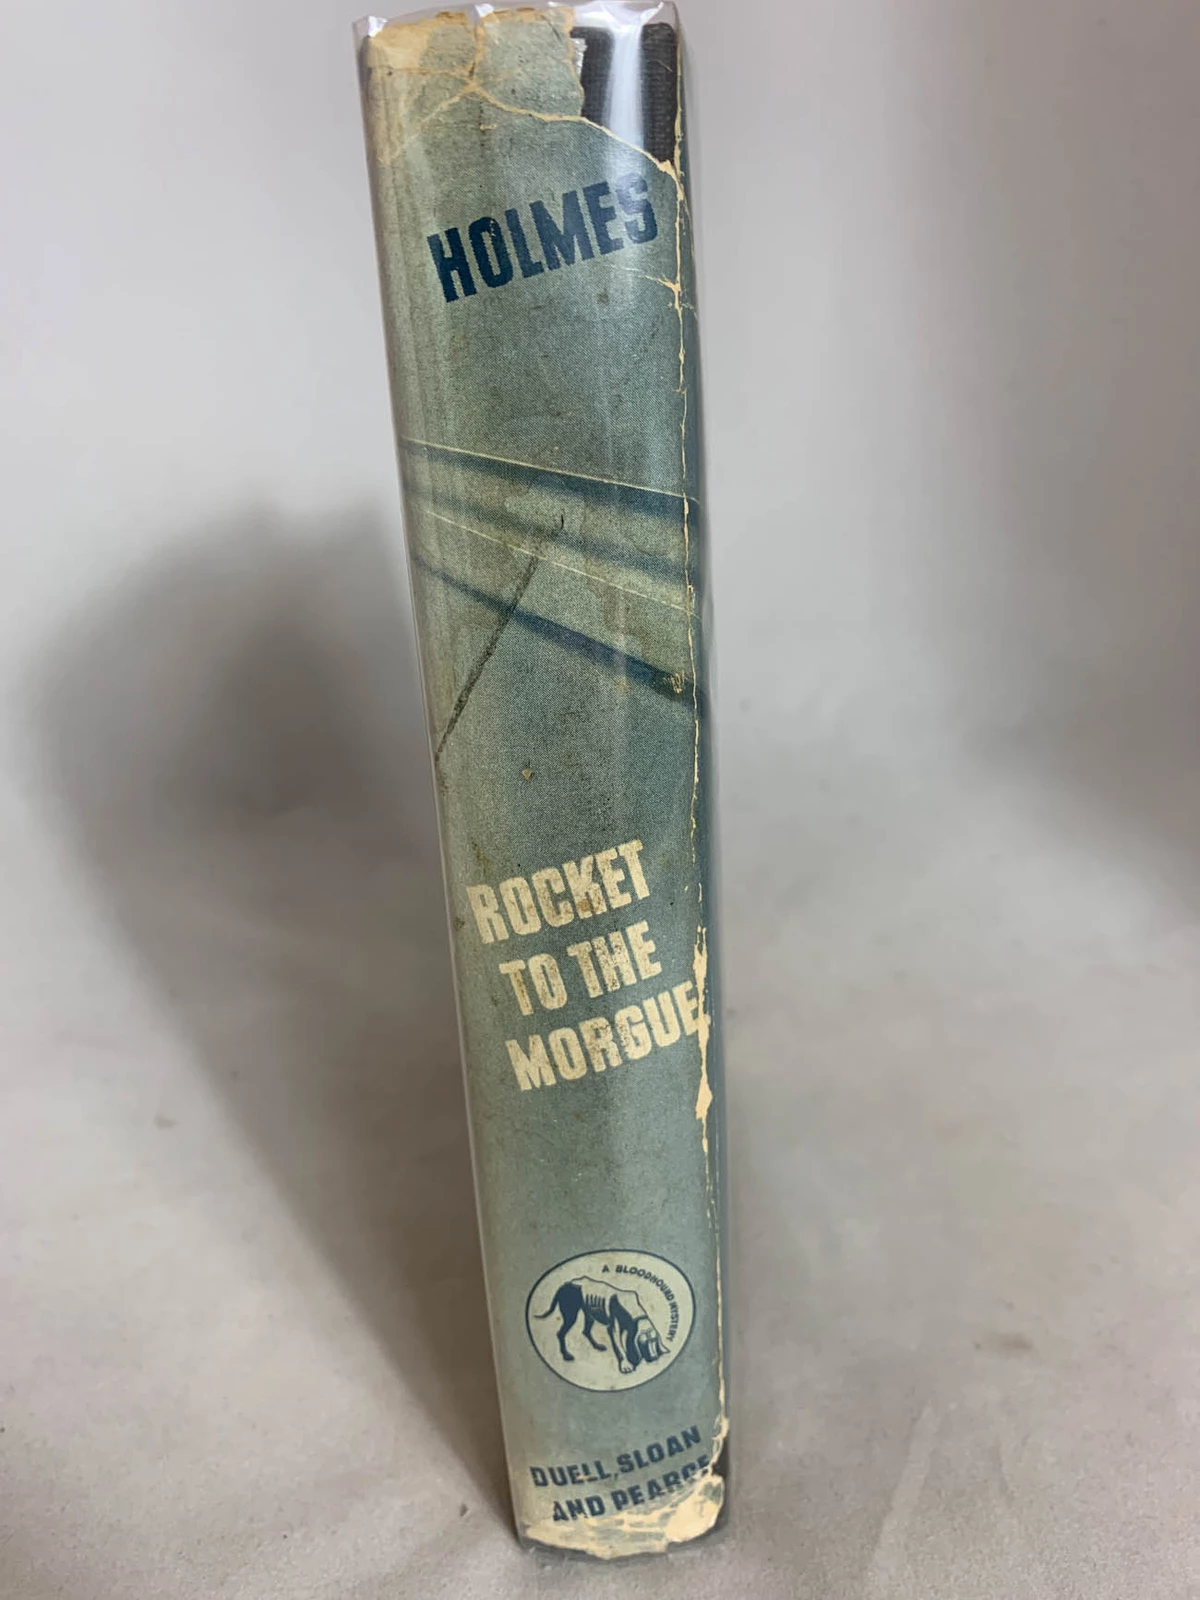 HOLMES
ROCKET
TO THE
MORGUE
A BLOODHOUND MYSTERY
DUELL, SLOAN
AND PEARCE